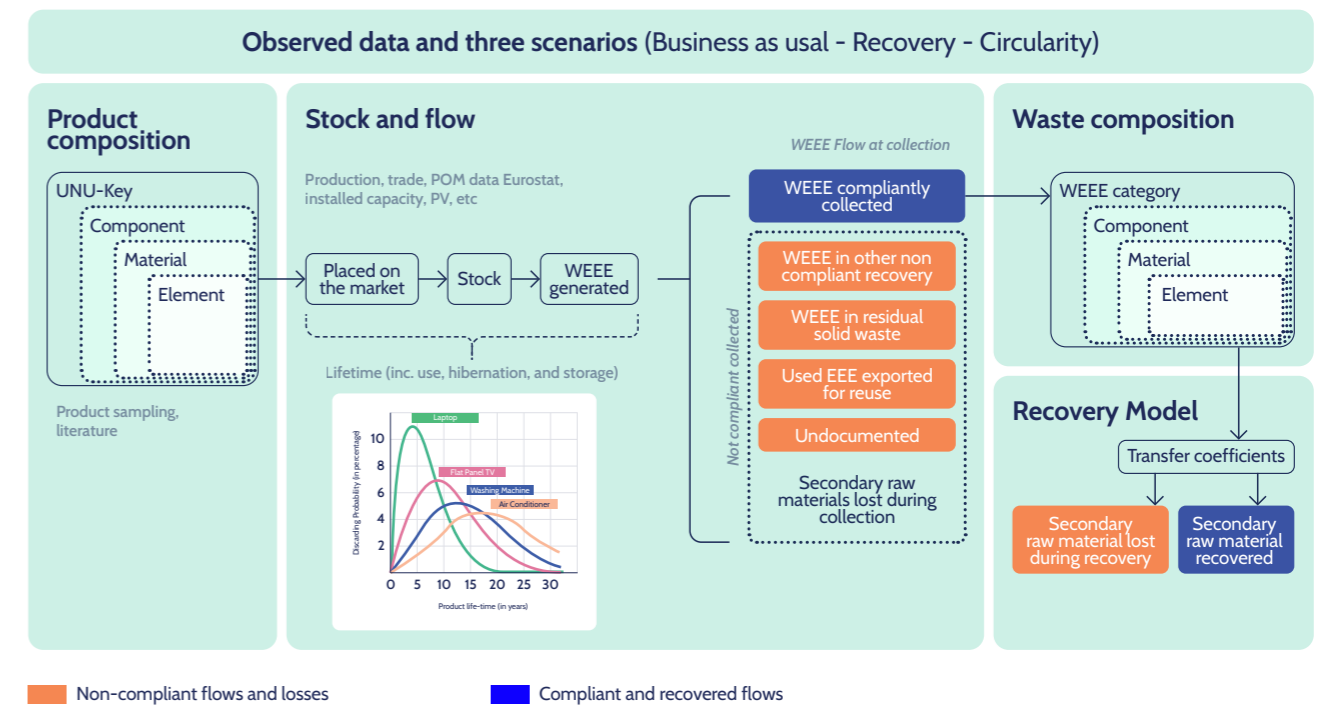 Observed data and three scenarios (Business as usal - Recovery - Circularity)
Product
composition
UNU-Key
Component
Material
Element
Product sampling,
literature
Stock and flow
Production, trade, POM data Eurostat,
installed capacity, PV, etc
Placed on
the market
Stock
WEEE
generated
Lifetime (inc. use, hibernation, and storage)
Discarding Probability (in percentage)
10
8
6
4
2
Laptop
Flat Panel TV
Washing Machine
Air Conditioner
0 5 10 15 20 25 30
Product life-time (in years)
WEEE Flow at collection
WEEE compliantly
collected
Not compliant collected
WEEE in other non
compliant recovery
WEEE in residual
solid waste
Used EEE exported
for reuse
Undocumented
Secondary raw
materials lost during
collection
Waste composition
WEEE category
Component
Material
Element
Recovery Model
Transfer coefficients
Secondary
raw material lost
during recovery
Secondary
raw material
recovered
Non-compliant flows and losses
Compliant and recovered flows